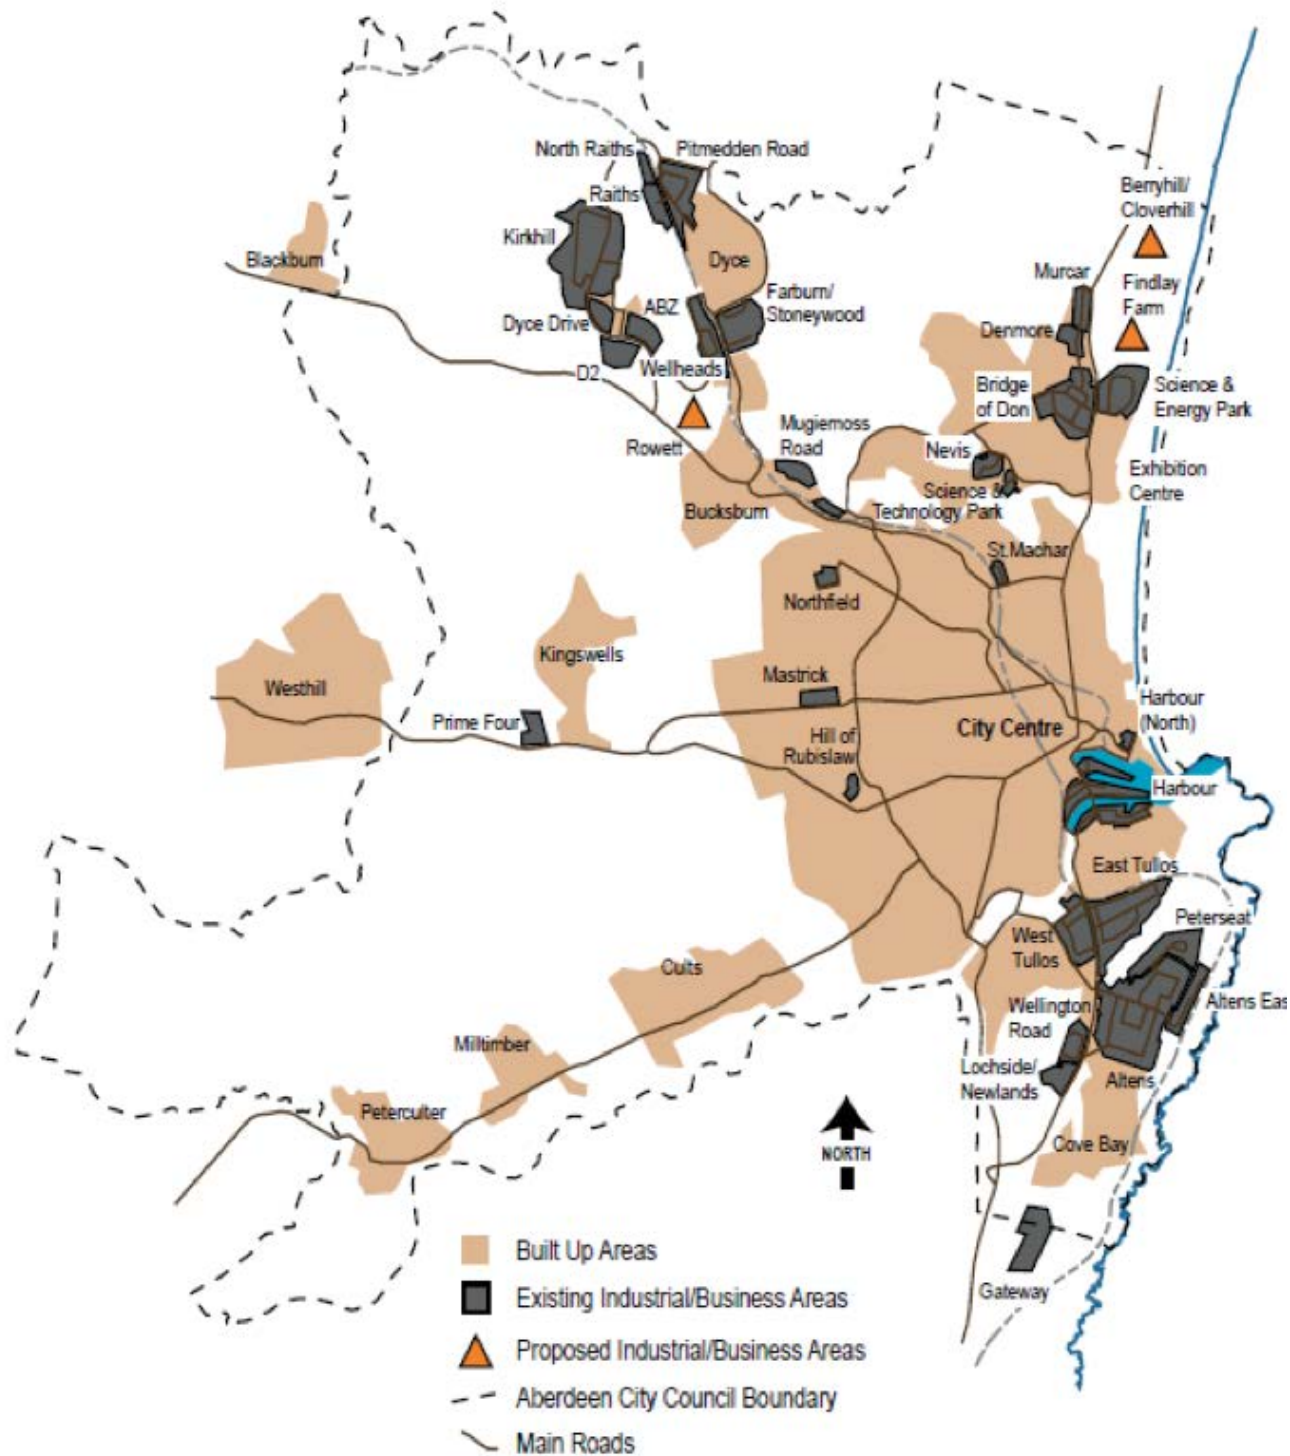 North Raiths
Pitmedden Road
Raiths
Berryhill/
Cloverhill
Kirkhill
Blackburn
Dyce
Murcar
Findlay
Farm
ABZ
Farburn/
Stoneywood
Dyce Drive
Denmore
Wellheads
D2
Bridge
of Don
Science &
Energy Park
Mugiemoss
Road
Rowett
Nevis
Exhibition
Centre
Bucksburn
Science &
Technology Park
St.Machar
Northfield
Kingswells
Westhill
Mastrick
Harbour
(North)
Prime Four
City Centre
Hill of
Rubislaw
Harbour
East Tullos
Peterseat
West
Tullos
Cults
Altens Eas
Wellington
Road
Milltimber
Lochside/
Newlands
Altens
Peterculter
NORTH
Cove Bay
Gateway
Built Up Areas
Existing Industrial/Business Areas
Proposed Industrial/Business Areas
Aberdeen City Council Boundary
Main Roads